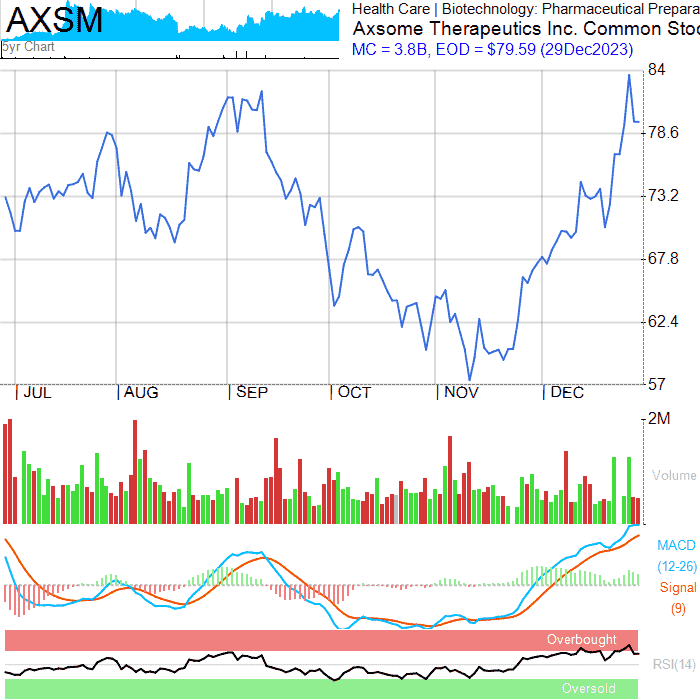 AXSM
5yr Chart
Health Care | Biotechnology: Pharmaceutical Prepara
Axsome Therapeutics Inc. Common Stoc
MC = 3.8B, EOD = $79.59 (29Dec2023)
84
78.6
73.2
67.8
62.4
57
JUL AUG SEP OCT NOV DEC
2M
Volume
MACD
(12-26)
Signal
(9)
Overbought
RSI(14)
Oversold